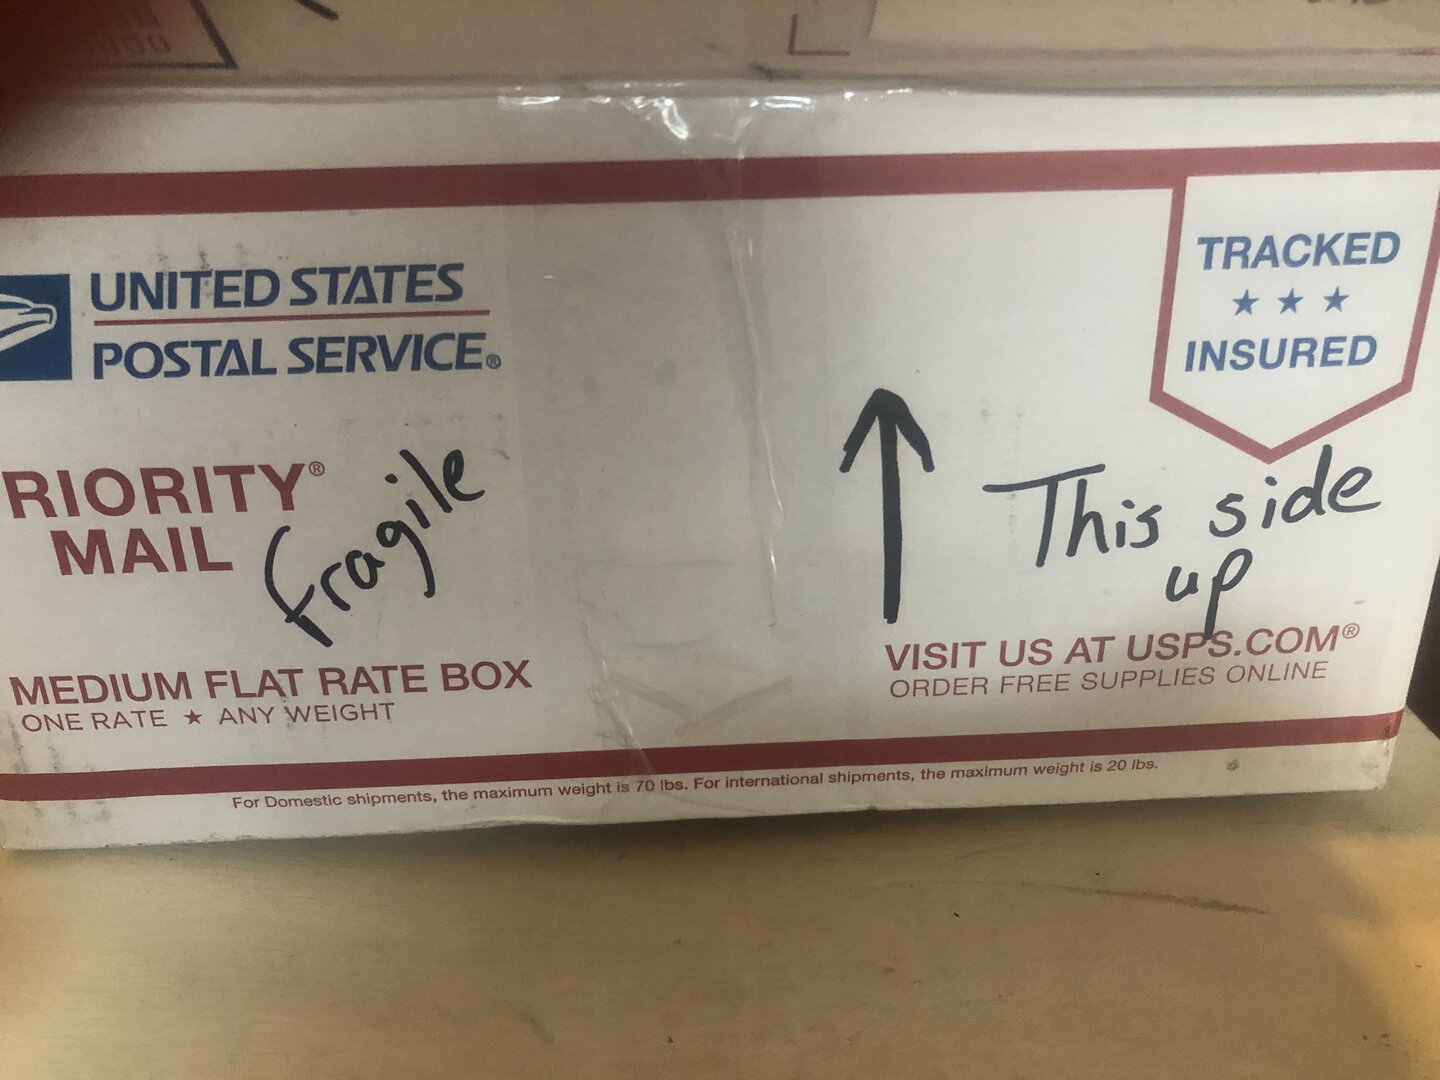 UNITED STATES
POSTAL SERVICE®
TRACKED
★ ★ ★
INSURED
RIORITY®
MAIL
Fragile
This side
up
MEDIUM FLAT RATE BOX
ONE RATE ★ ANY WEIGHT
VISIT US AT USPS.COM®
ORDER FREE SUPPLIES ONLINE
For Domestic shipments, the maximum weight is 70 lbs. For international shipments, the maximum weight is 20 lbs.